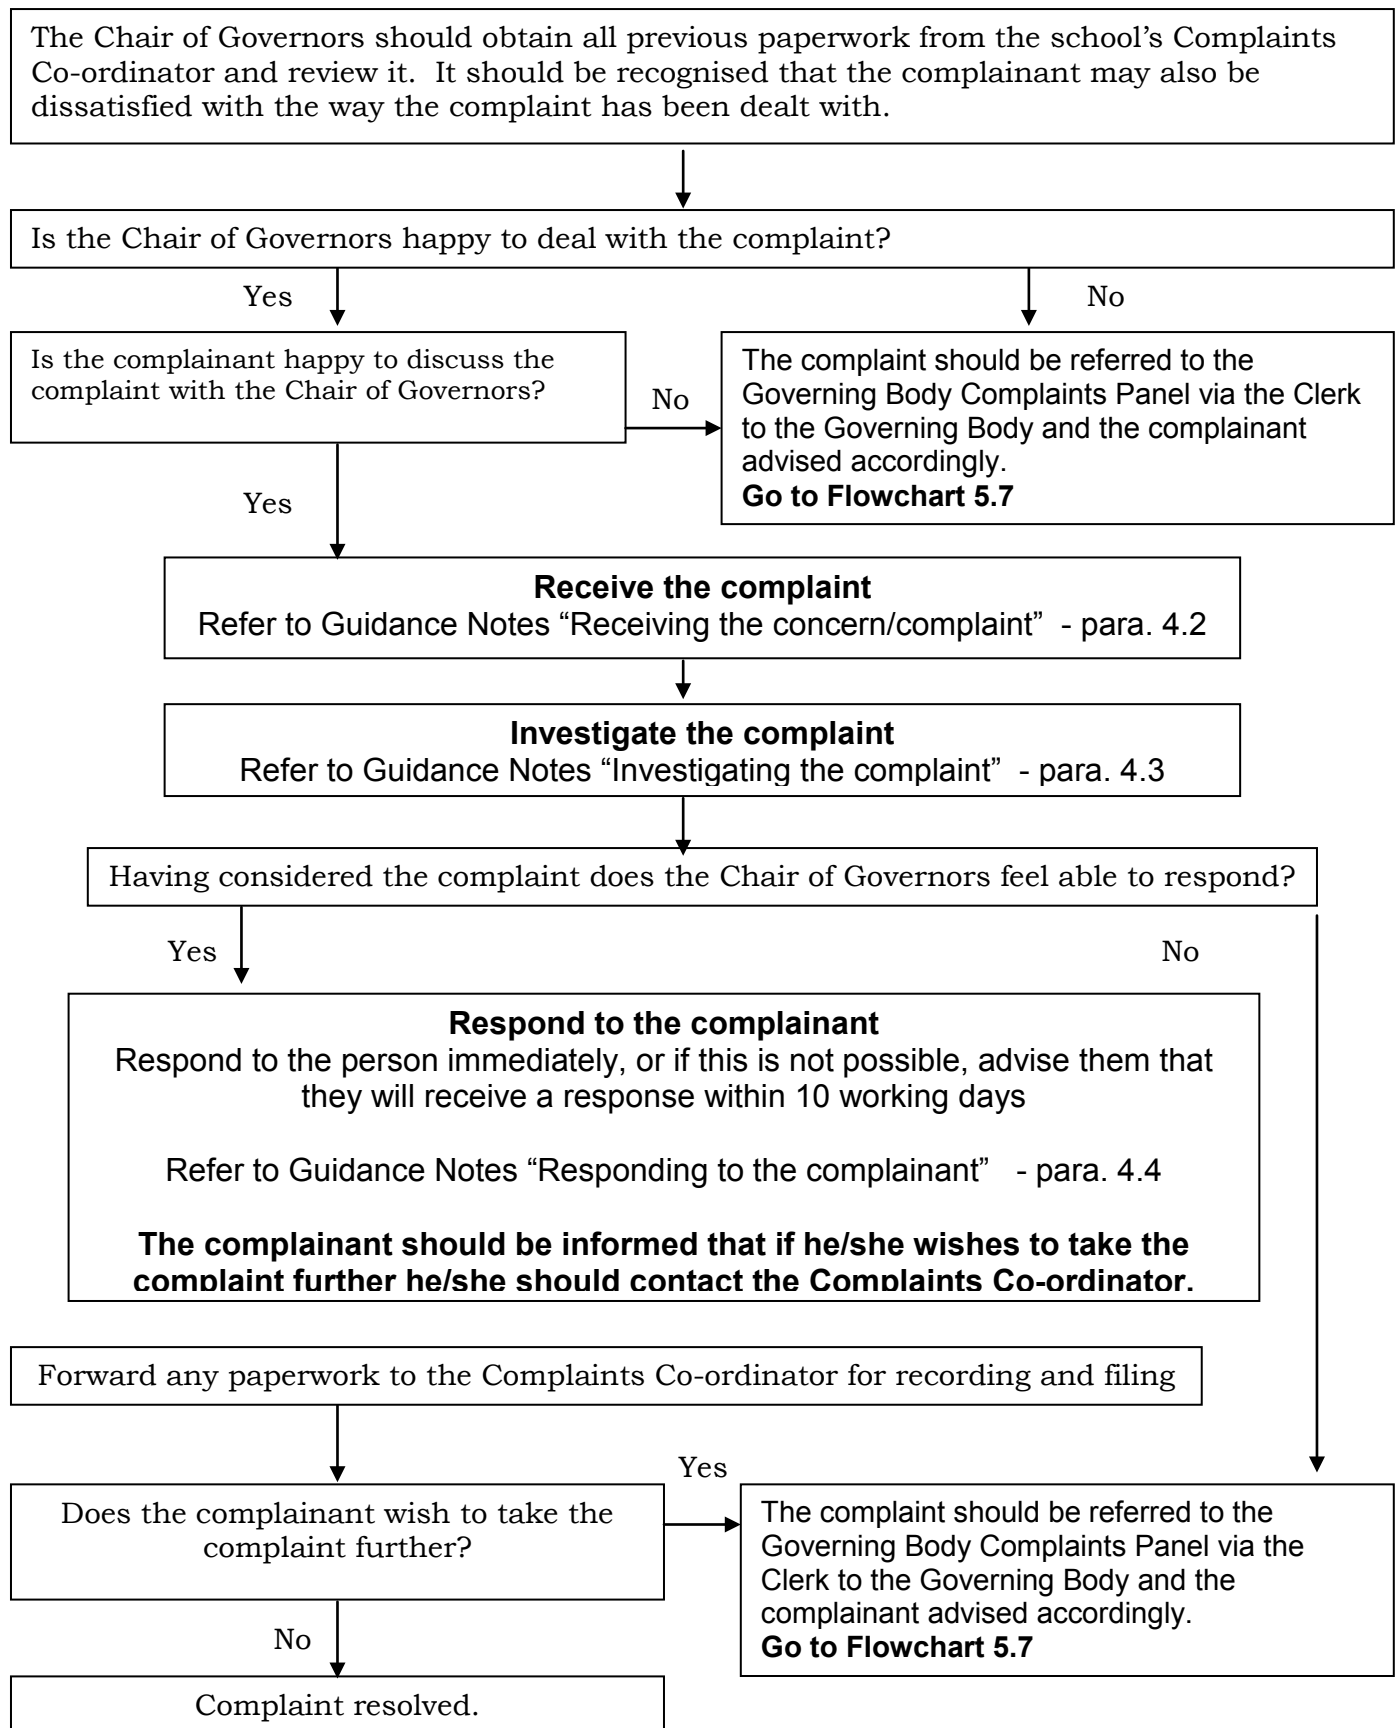 The Chair of Governors should obtain all previous paperwork from the school’s Complaints
Co-ordinator and review it.  It should be recognised that the complainant may also be
dissatisfied with the way the complaint has been dealt with.
Is the Chair of Governors happy to deal with the complaint?
Yes
No
Is the complainant happy to discuss the
complaint with the Chair of Governors?
No
The complaint should be referred to the
Governing Body Complaints Panel via the Clerk
to the Governing Body and the complainant
advised accordingly.
Go to Flowchart 5.7
Yes
Receive the complaint
Refer to Guidance Notes “Receiving the concern/complaint”  - para. 4.2
Investigate the complaint
Refer to Guidance Notes “Investigating the complaint”  - para. 4.3
Having considered the complaint does the Chair of Governors feel able to respond?
Yes
No
Respond to the complainant
Respond to the person immediately, or if this is not possible, advise them that
they will receive a response within 10 working days
Refer to Guidance Notes “Responding to the complainant”   - para. 4.4
The complainant should be informed that if he/she wishes to take the
complaint further he/she should contact the Complaints Co-ordinator.
Forward any paperwork to the Complaints Co-ordinator for recording and filing
Yes
Does the complainant wish to take the
complaint further?
The complaint should be referred to the
Governing Body Complaints Panel via the
Clerk to the Governing Body and the
complainant advised accordingly.
Go to Flowchart 5.7
No
Complaint resolved.